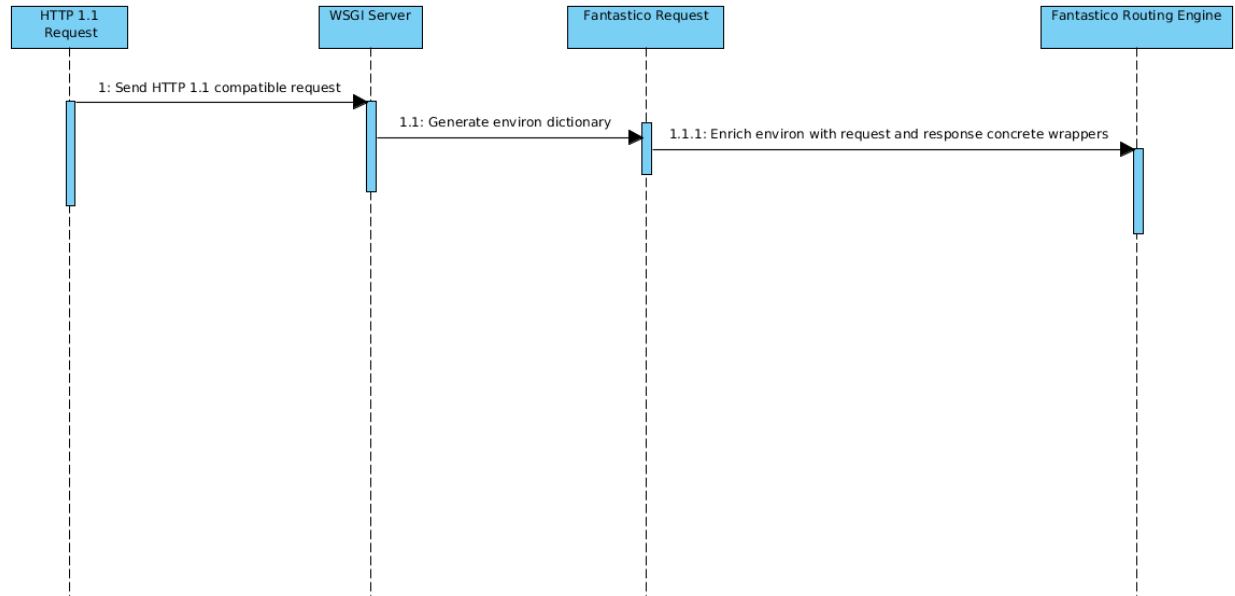 HTTP 1.1
Request
WSGI Server
Fantastico Request
Fantastico Routing Engine
1: Send HTTP 1.1 compatible request
1.1: Generate environ dictionary
1.1.1: Enrich environ with request and response concrete wrappers